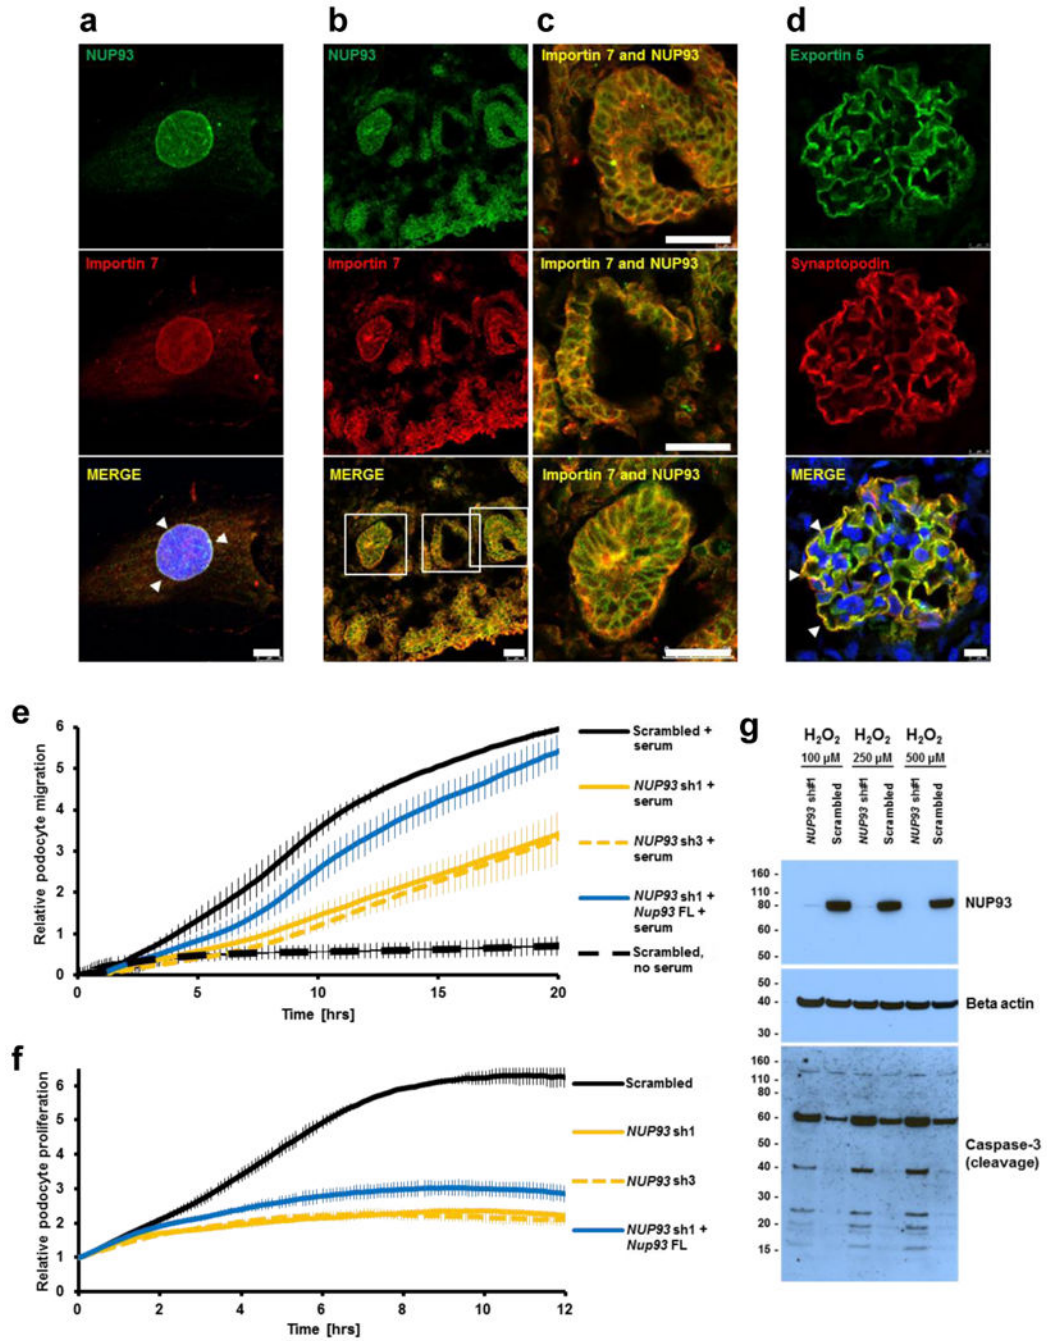 a
b
c
d
NUP93
NUP93
Importin 7 and NUP93
Exportin 5
Importin 7
Importin 7
Importin 7 and NUP93
Synaptopodin
MERGE
MERGE
Importin 7 and NUP93
MERGE
e
Relative podocyte migration
6
5
4
3
2
1
0
0
5
10
15
20
Time [hrs]
Scrambled +
serum
NUP93 sh1 +
serum
NUP93 sh3 +
serum
NUP93 sh1 +
Nup93 FL +
serum
Scrambled,
no serum
f
Relative podocyte proliferation
6
5
4
3
2
1
0
0
2
4
6
8
10
12
Time [hrs]
Scrambled
NUP93 sh1
NUP93 sh3
NUP93 sh1 +
Nup93 FL
g
H₂O₂ H₂O₂ H₂O₂
100 µM 250 µM 500 µM
NUP93 sh#1
Scrambled
NUP93 sh#1
Scrambled
NUP93 sh#1
Scrambled
160 -
110 -
80 -
60 -
50 -
NUP93
50 -
40 -
30 -
Beta actin
160 -
110 -
80 -
60 -
50 -
40 -
30 -
20 -
15 -
Caspase-3
(cleavage)